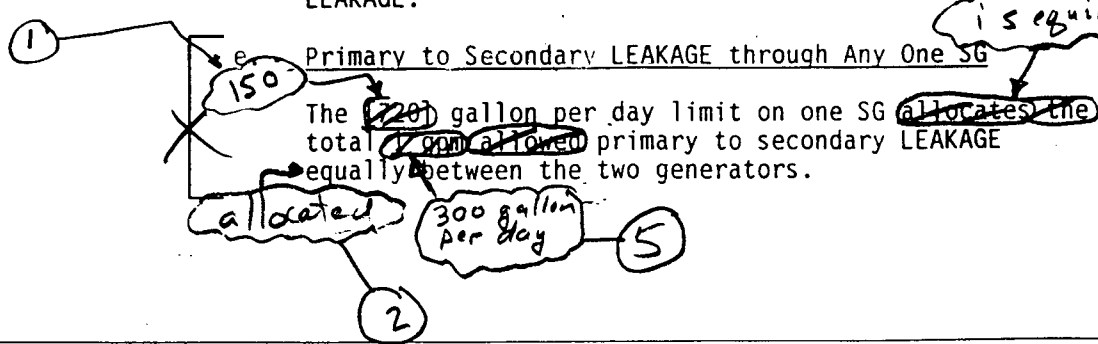 LEAKAGE.
1
is equi
e. Primary to Secondary LEAKAGE through Any One SG
150
The [720] gallon per day limit on one SG allocates the
total 1 gpm allowed primary to secondary LEAKAGE
equally between the two generators.
allocated
300 gallon
per day
5
2